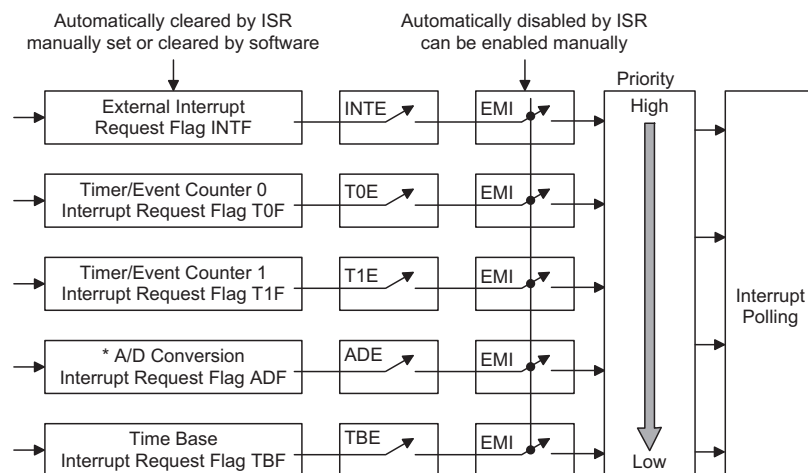 Automatically cleared by ISR
manually set or cleared by software
Automatically disabled by ISR
can be enabled manually
Priority
External Interrupt
Request Flag INTF
INTE
EMI
High
Timer/Event Counter 0
Interrupt Request Flag T0F
T0E
EMI
Timer/Event Counter 1
Interrupt Request Flag T1F
T1E
EMI
Interrupt
Polling
* A/D Conversion
Interrupt Request Flag ADF
ADE
EMI
Time Base
Interrupt Request Flag TBF
TBE
EMI
Low